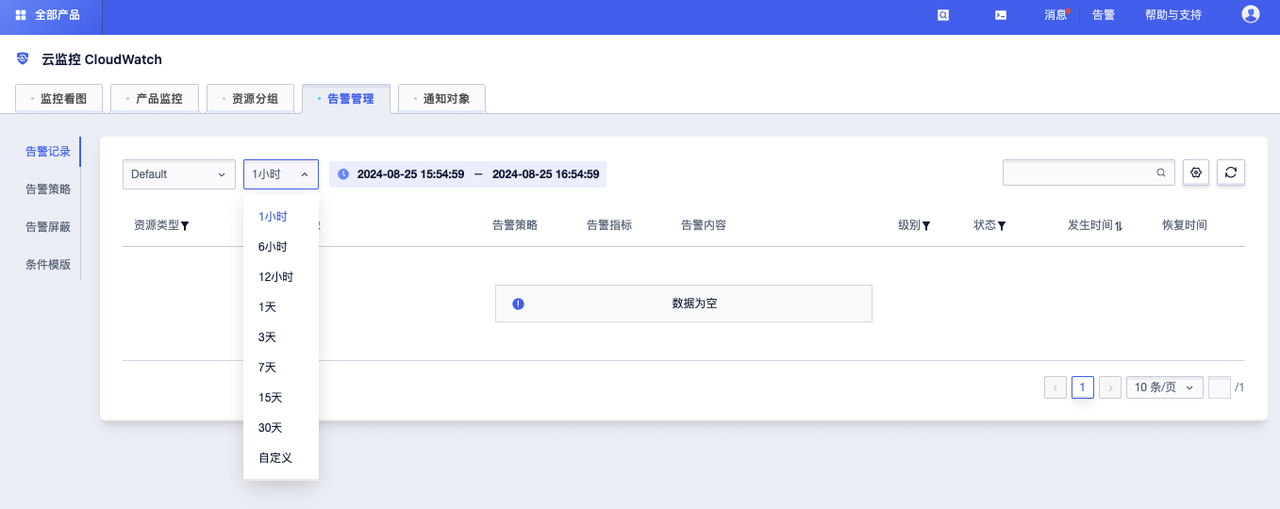 全部产品 消息 告警 帮助与支持
云监控 CloudWatch
监控看图 产品监控 资源分组 告警管理 通知对象
告警记录
告警策略
告警屏蔽
条件模版
Default 1小时 2024-08-25 15:54:59 — 2024-08-25 16:54:59
资源类型 告警策略 告警指标 告警内容 级别 状态 发生时间 恢复时间
1小时
6小时
12小时
1天
3天
7天
15天
30天
自定义
数据为空
1 10 条/页 /1